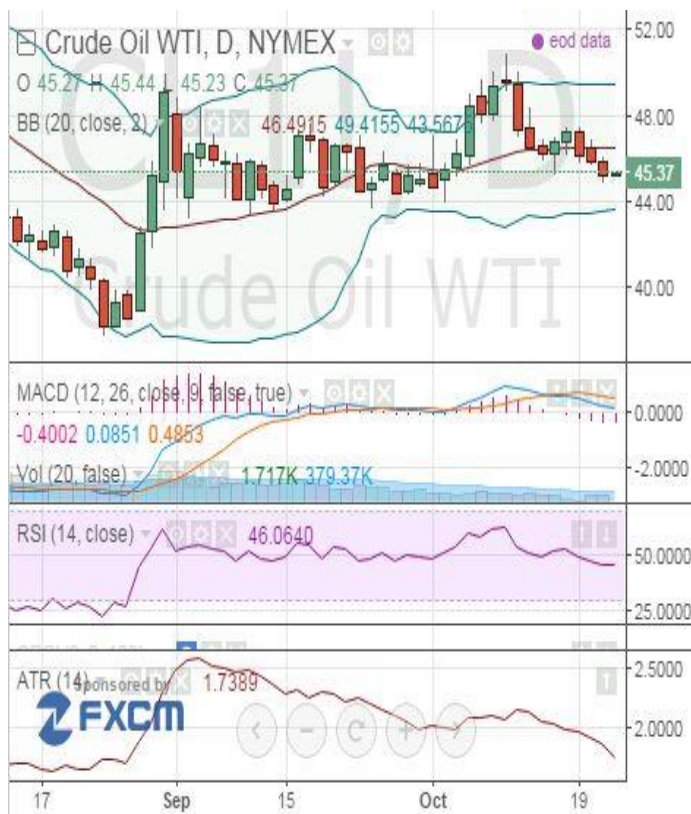 Crude Oil WTI, D, NYMEX
eod data
O 45.27 H 45.44 L 45.23 C 45.37
BB (20, close, 2) 46.4915 49.4155 43.5675
52.00
48.00
45.37
44.00
40.00
CL1!, D
Crude Oil WTI
MACD (12, 26, close, 9, false, true)
-0.4002 0.0851 0.4853
0.0000
-2.0000
Vol (20, false) 1.717K 379.37K
RSI (14, close) 46.0640
50.0000
25.0000
ATR (14) 1.7389
Sponsored by
FXCM
2.5000
2.0000
17 Sep 15 Oct 19